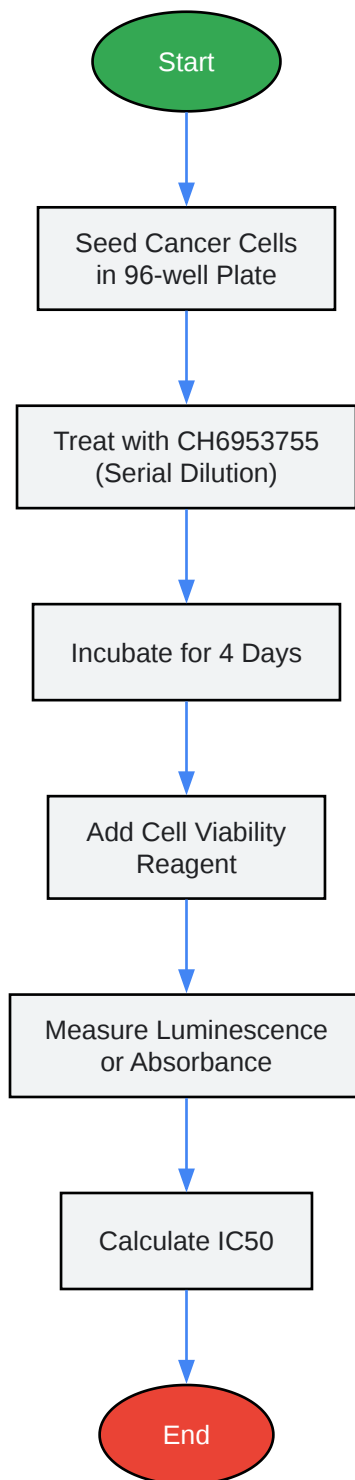 Start
Seed Cancer Cells
in 96-well Plate
Treat with CH6953755
(Serial Dilution)
Incubate for 4 Days
Add Cell Viability
Reagent
Measure Luminescence
or Absorbance
Calculate IC50
End